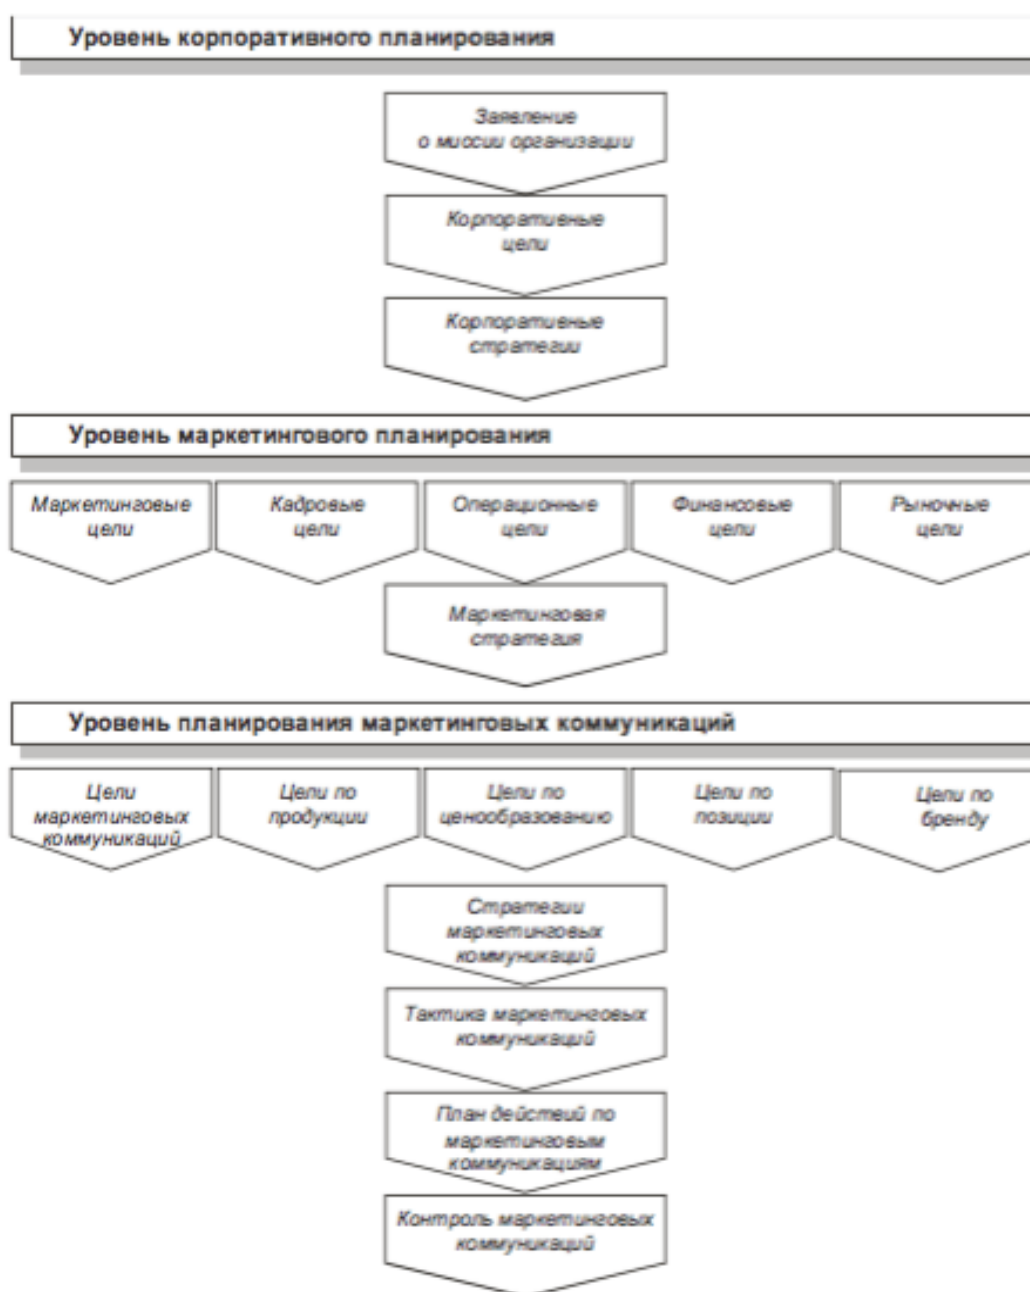 Уровень корпоративного планирования
Заявление
о миссии организации
Корпоративные
цели
Корпоративные
стратегии
Уровень маркетингового планирования
Маркетинговые
цели
Кадровые
цели
Операционные
цели
Финансовые
цели
Рыночные
цели
Маркетинговая
стратегия
Уровень планирования маркетинговых коммуникаций
Цели
маркетинговых
коммуникаций
Цели по
продукции
Цели по
ценообразованию
Цели по
позиции
Цели по
бренду
Стратегии
маркетинговых
коммуникаций
Тактика маркетинговых
коммуникаций
План действий по
маркетинговым
коммуникациям
Контроль маркетинговых
коммуникаций